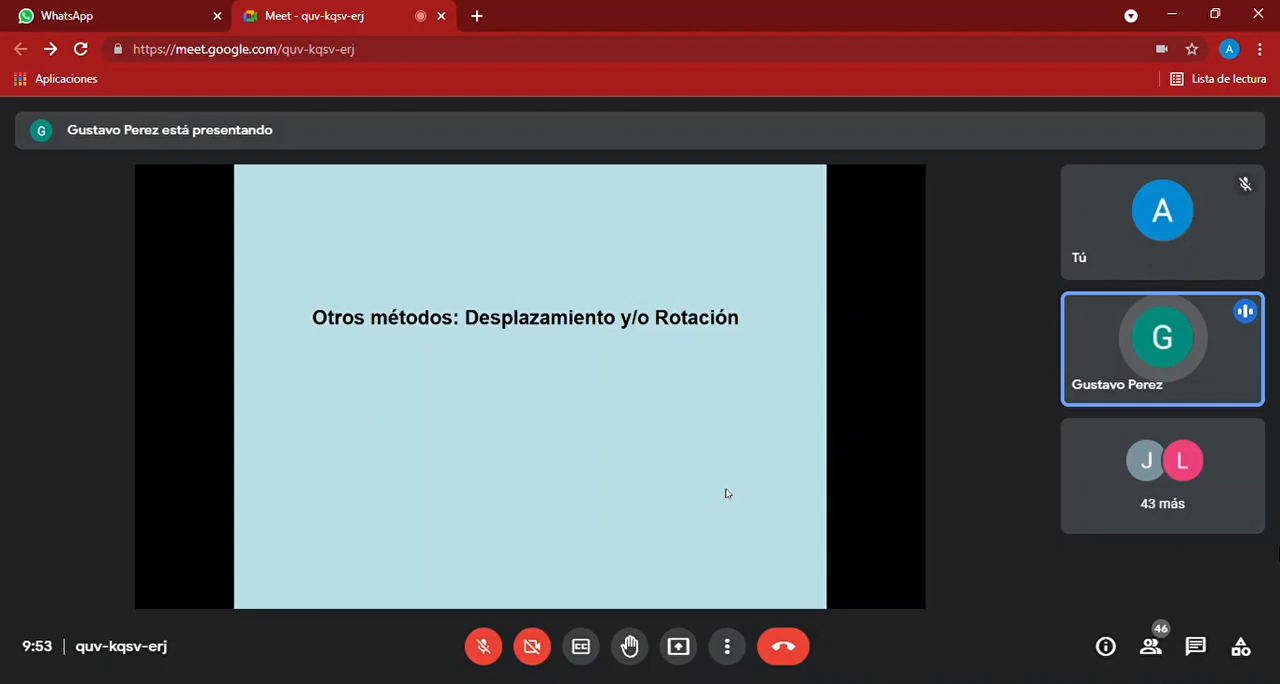 WhatsApp
Meet - quv-kqsv-erj
https://meet.google.com/quv-kqsv-erj
A
Aplicaciones
Lista de lectura
G
Gustavo Perez está presentando
Otros métodos: Desplazamiento y/o Rotación
A
Tú
G
Gustavo Perez
J L
43 más
9:53 | quv-kqsv-erj
CC
46